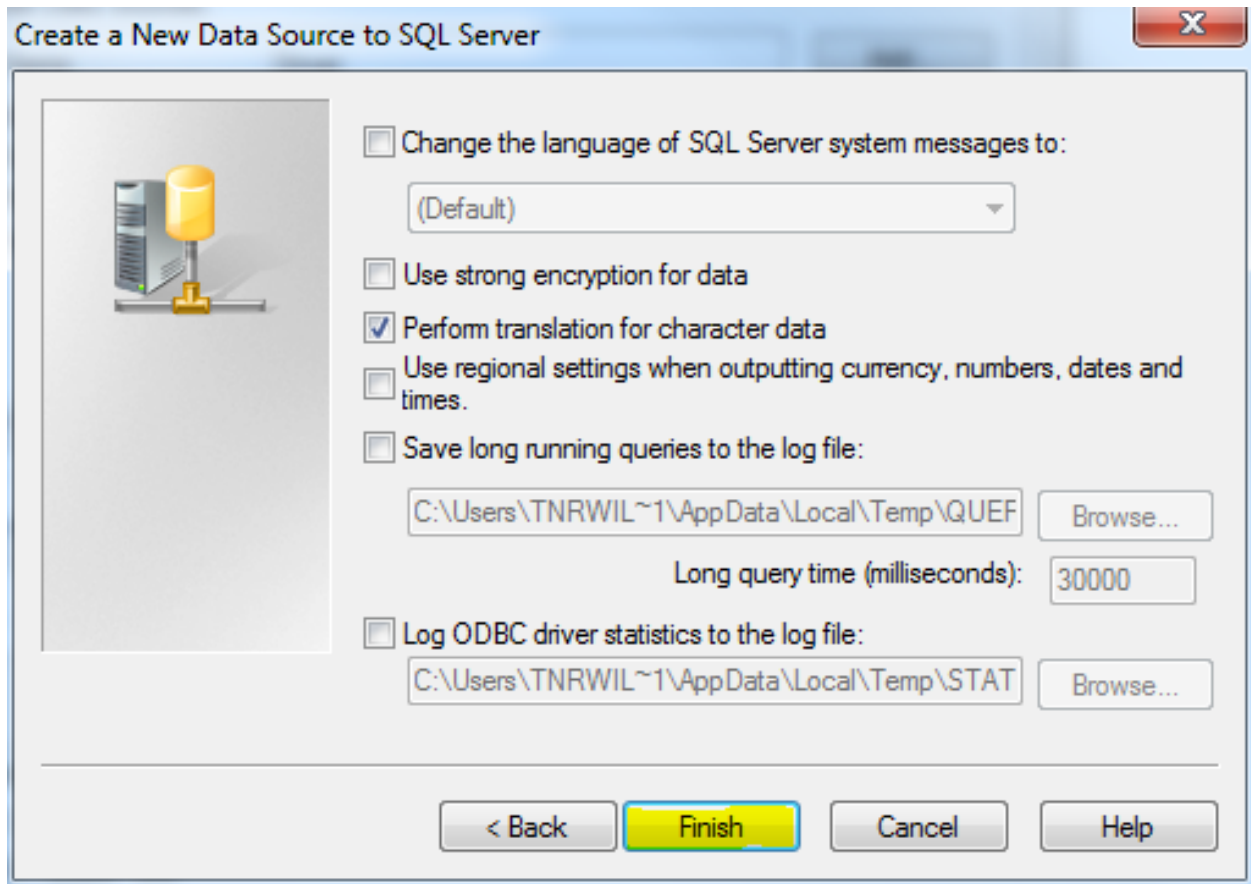 Create a New Data Source to SQL Server
Change the language of SQL Server system messages to:
(Default)
Use strong encryption for data
Perform translation for character data
Use regional settings when outputting currency, numbers, dates and
times.
Save long running queries to the log file:
C:\Users\TNRWIL~1\AppData\Local\Temp\QUER
Browse...
Long query time (milliseconds):
30000
Log ODBC driver statistics to the log file:
C:\Users\TNRWIL~1\AppData\Local\Temp\STAT
Browse...
< Back
Finish
Cancel
Help